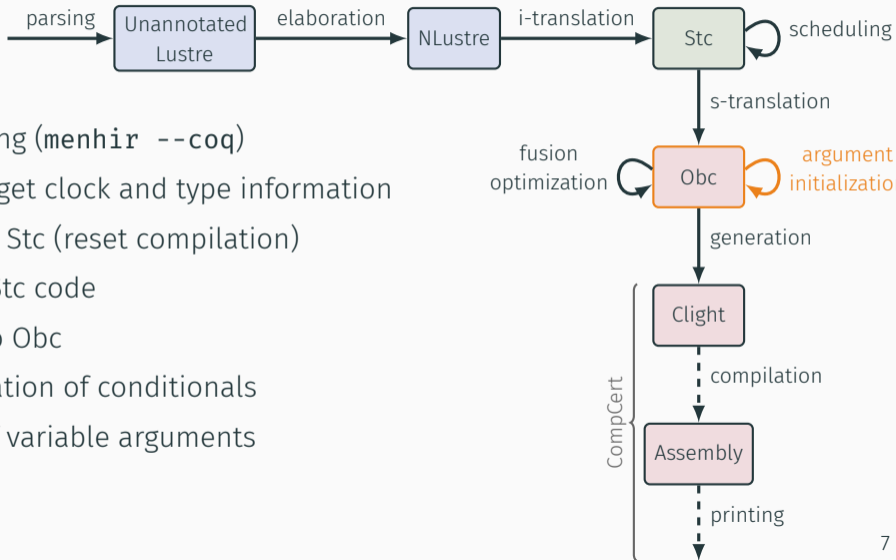 parsing
Unannotated
Lustre
elaboration
NLustre
i-translation
Stc
scheduling
s-translation
ng (menhir --coq)
get clock and type information
Stc (reset compilation)
Stc code
o Obc
ation of conditionals
variable arguments
fusion
optimization
Obc
argument
initializatio
generation
Clight
compilation
CompCert
Assembly
printing
7